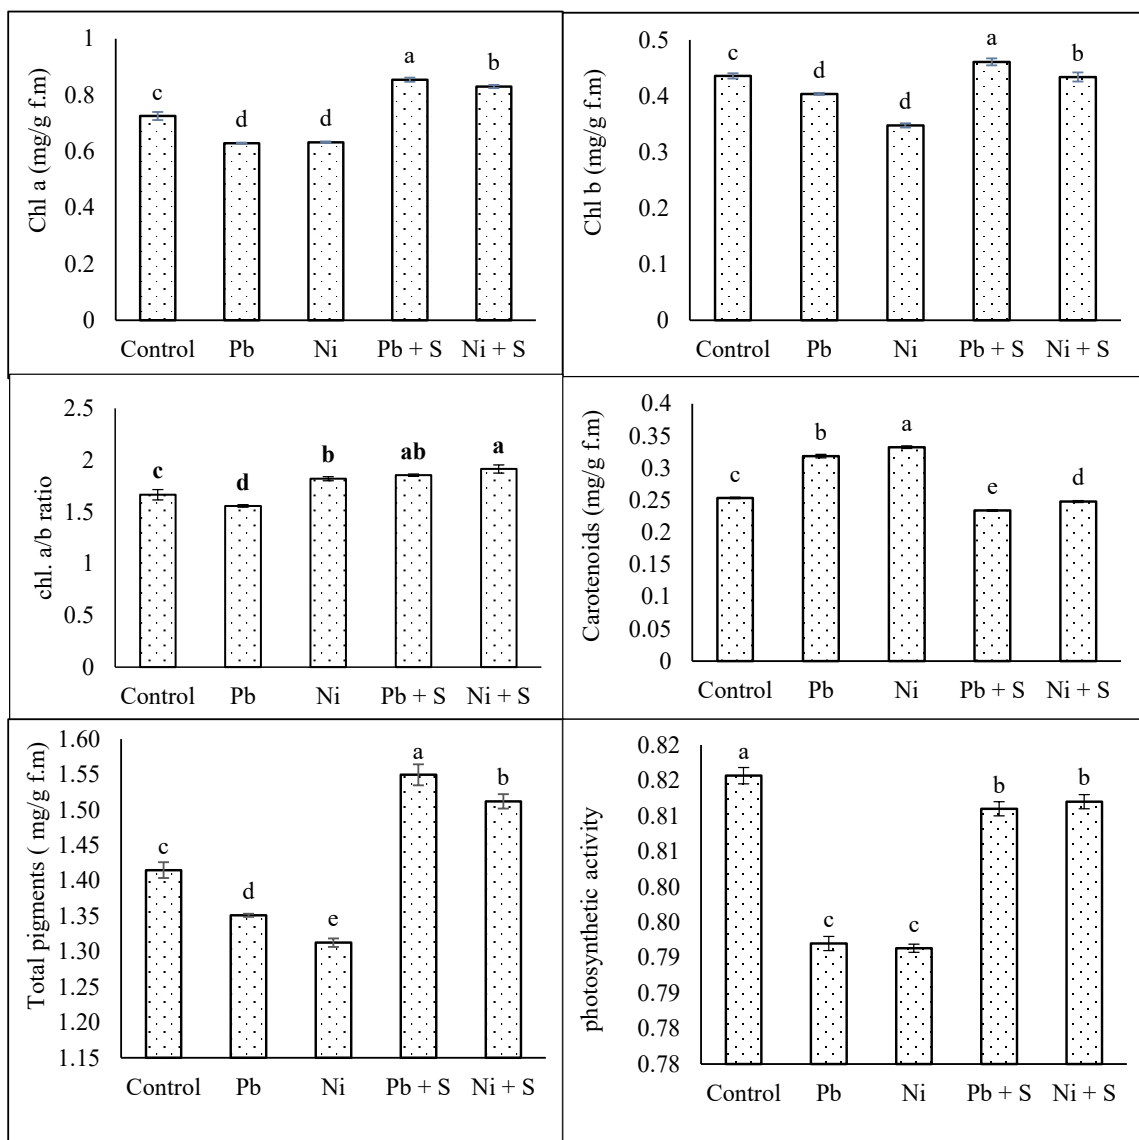 Chl a (mg/g f.m)
1
0.8
0.6
0.4
0.2
0
c
d
d
a
b
Control Pb Ni Pb + S Ni + S
Chl b (mg/g f.m)
0.5
0.4
0.3
0.2
0.1
0
c
d
d
a
b
Control Pb Ni Pb + S Ni + S
chl. a/b ratio
2.5
2
1.5
1
0.5
0
c
d
b
ab
a
Control Pb Ni Pb + S Ni + S
Carotenoids (mg/g f.m)
0.4
0.35
0.3
0.25
0.2
0.15
0.1
0.05
0
c
b
a
e
d
Control Pb Ni Pb + S Ni + S
Total pigments ( mg/g f.m)
1.60
1.55
1.50
1.45
1.40
1.35
1.30
1.25
1.20
1.15
c
d
e
a
b
Control Pb Ni Pb + S Ni + S
photosynthetic activity
0.82
0.82
0.81
0.81
0.80
0.80
0.79
0.79
0.78
0.78
a
c
c
b
b
Control Pb Ni Pb + S Ni + S